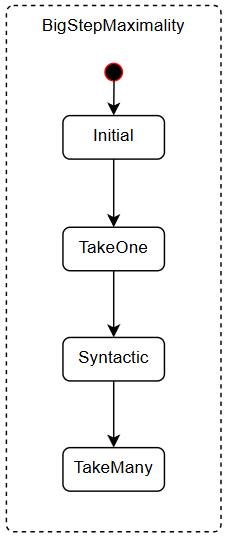 BigStepMaximality
Initial
TakeOne
Syntactic
TakeMany